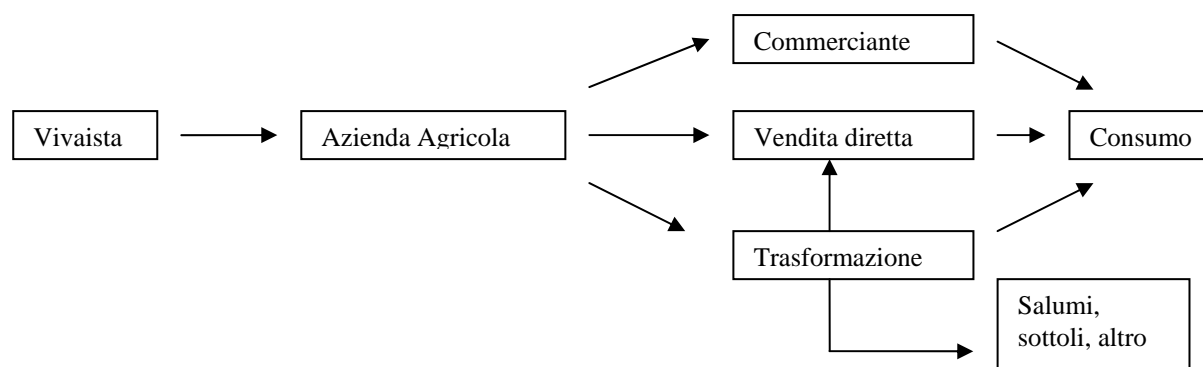 Commerciante
Vivaista
Azienda Agricola
Vendita diretta
Consumo
Trasformazione
Salumi,
sottoli, altro